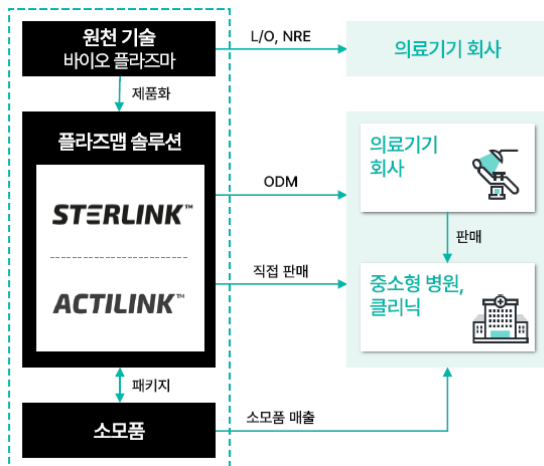 원천 기술
바이오 플라즈마
L/O, NRE
의료기기 회사
제품화
플라즈맵 솔루션
STERLINK™
ACTILINK™
ODM
의료기기
회사
판매
직접 판매
중소형 병원,
클리닉
패키지
소모품
소모품 매출